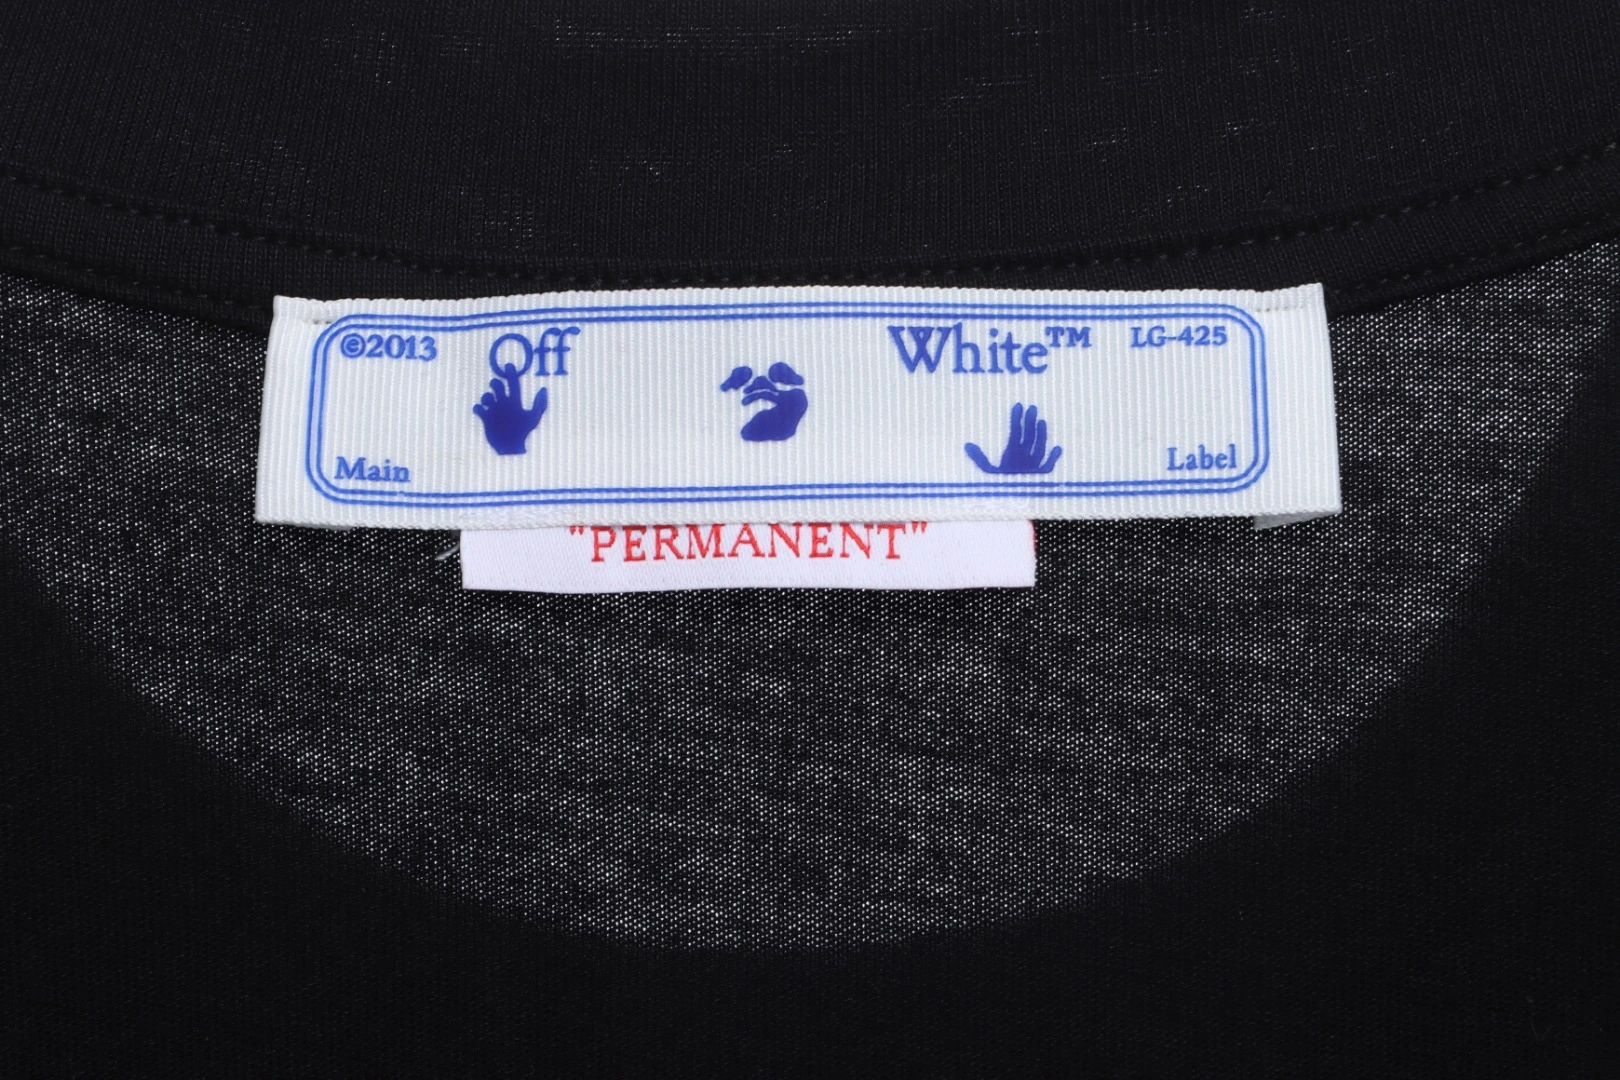 ©2013 Off White™ LG-425
Main Label
"PERMANENT"